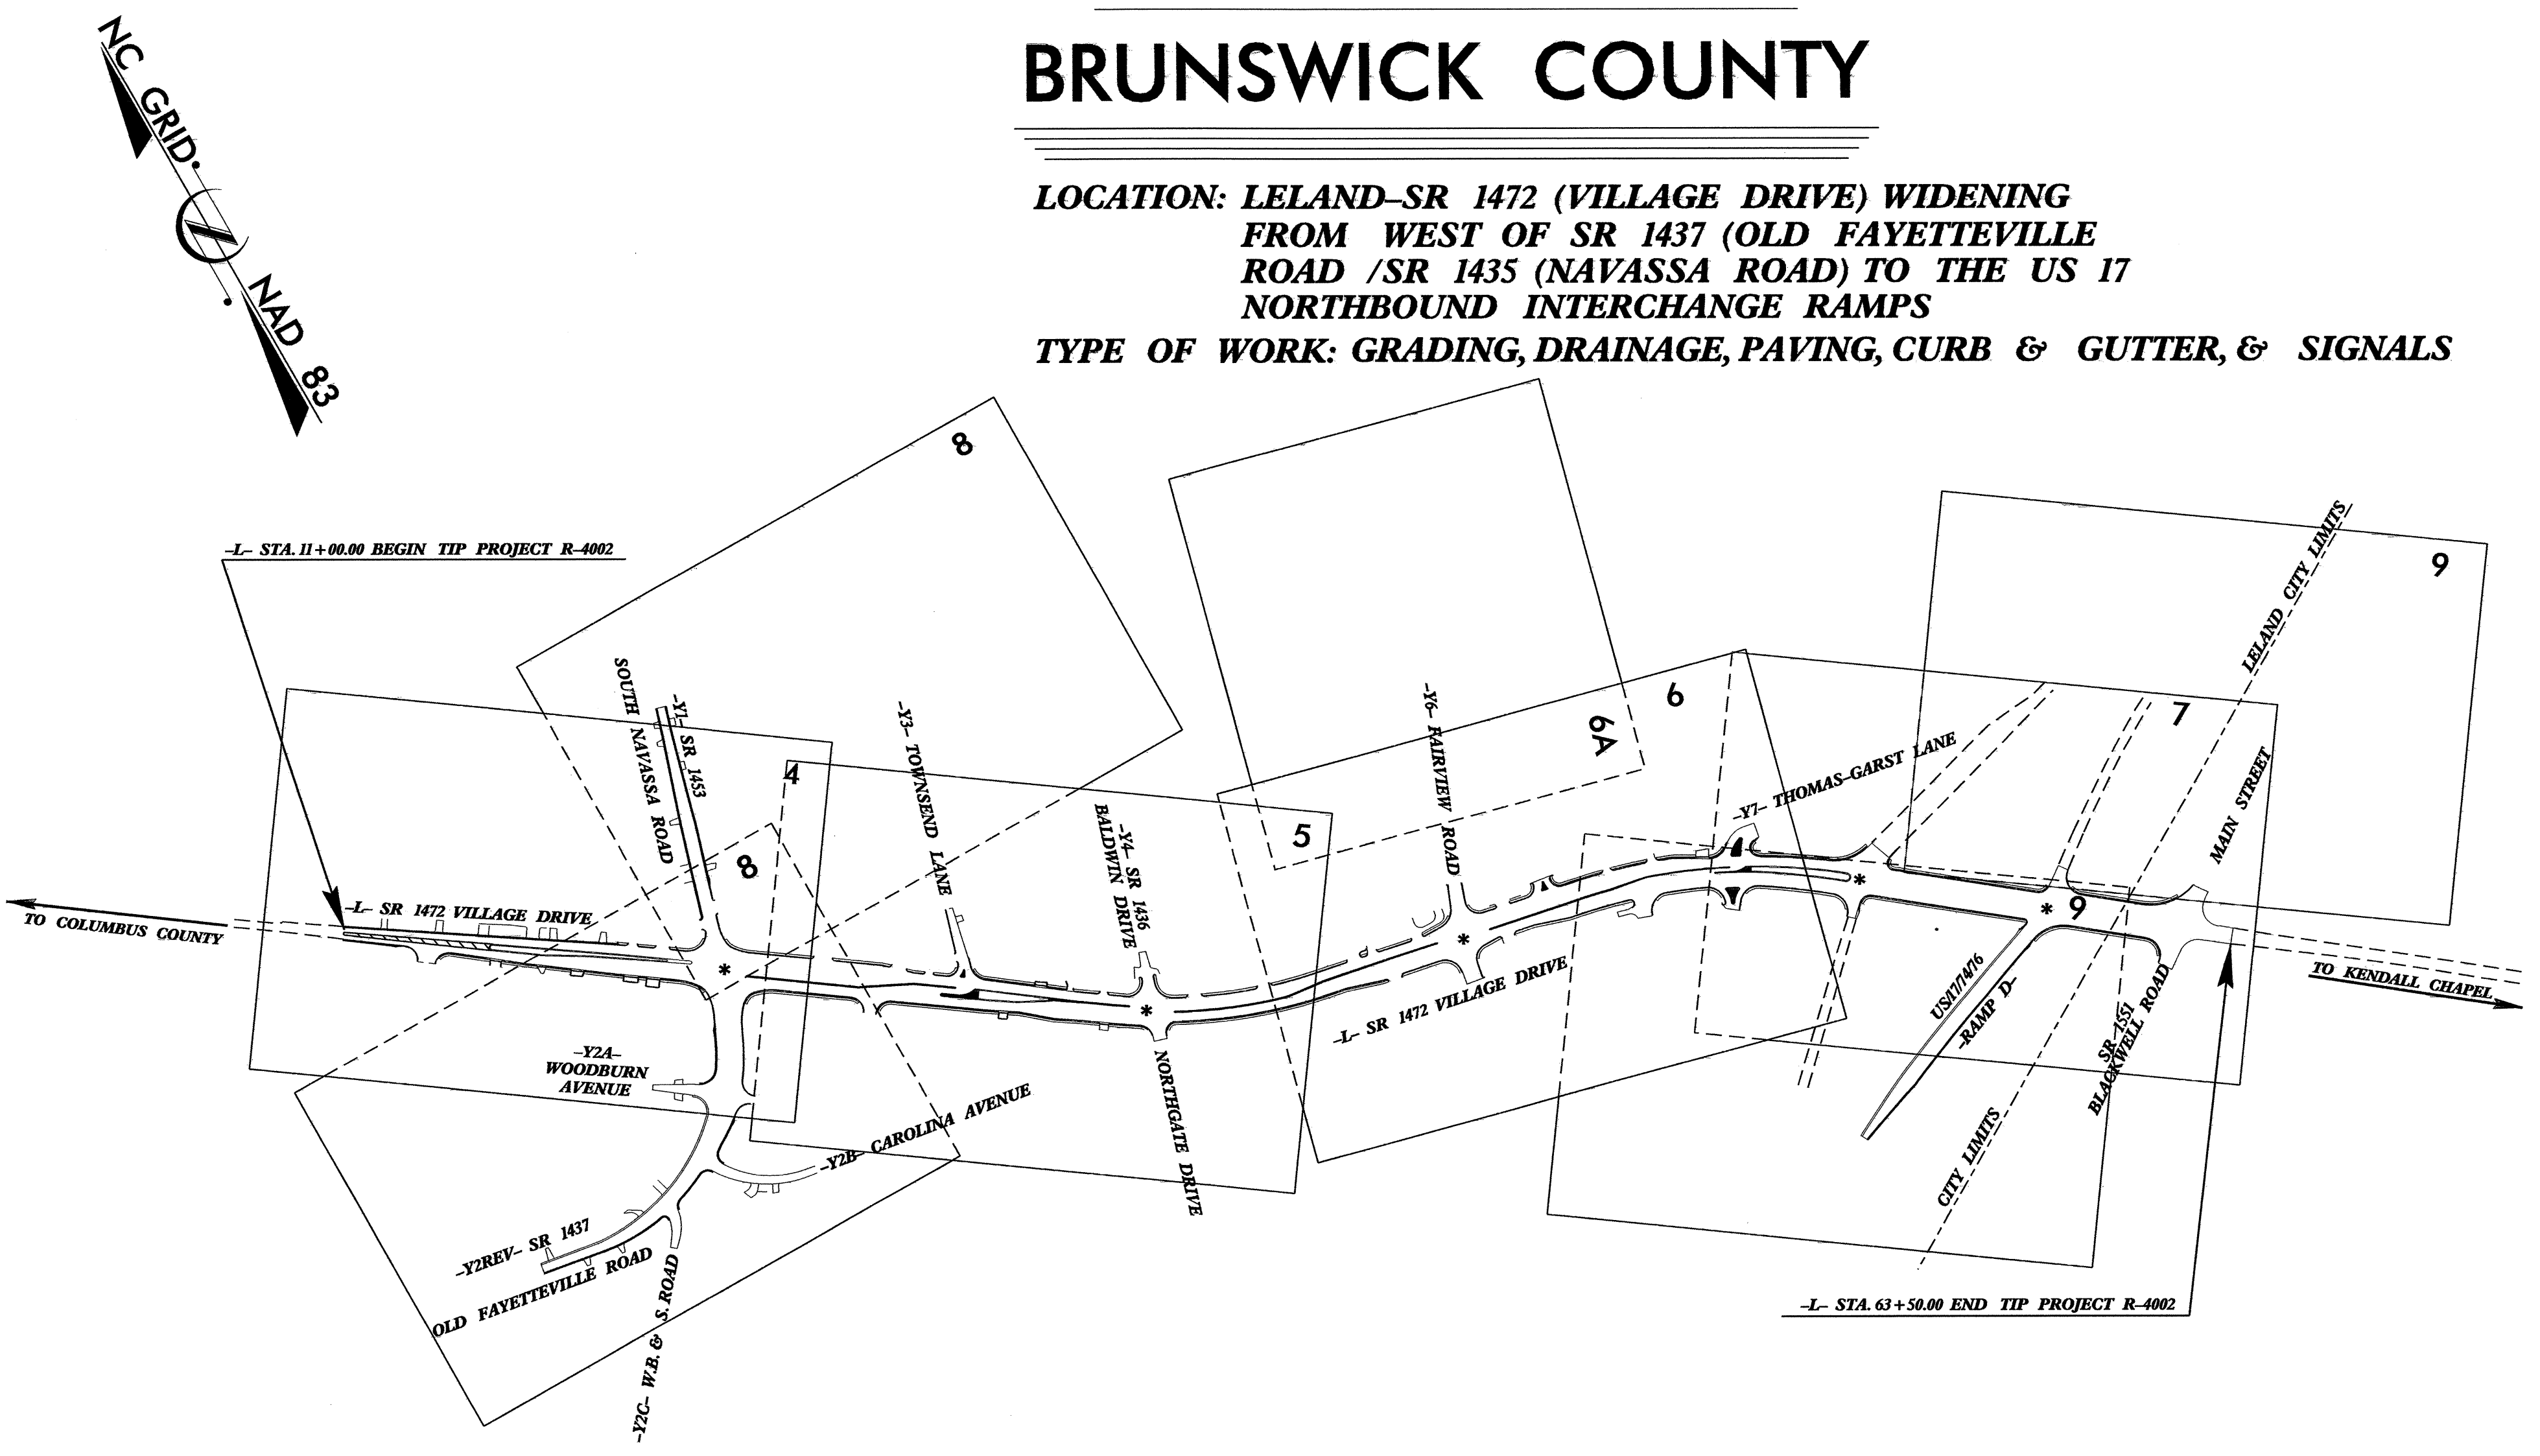 NC GRID
NAD 83
BRUNSWICK COUNTY
LOCATION: LELAND–SR 1472 (VILLAGE DRIVE) WIDENING
FROM WEST OF SR 1437 (OLD FAYETTEVILLE
ROAD /SR 1435 (NAVASSA ROAD) TO THE US 17
NORTHBOUND INTERCHANGE RAMPS
TYPE OF WORK: GRADING, DRAINAGE, PAVING, CURB & GUTTER, & SIGNALS
8
9
6
6A
7
4
5
8
9
–L– STA. 11+00.00 BEGIN TIP PROJECT R–4002
LELAND CITY LIMITS
SOUTH NAVASSA ROAD
–Y1– SR 1453
–Y3– TOWNSEND LANE
–Y4– SR 1436
BALDWIN DRIVE
–Y6– FAIRVIEW ROAD
–Y7– THOMAS–GARST LANE
MAIN STREET
–L– SR 1472 VILLAGE DRIVE
TO COLUMBUS COUNTY
*
*
*
*
*
–L– SR 1472 VILLAGE DRIVE
TO KENDALL CHAPEL
US/17/74/76
–RAMP D–
SR–1551
BLACKWELL ROAD
CITY LIMITS
–Y2A–
WOODBURN
AVENUE
–Y2B– CAROLINA AVENUE
NORTHGATE DRIVE
–Y2REV– SR 1437
OLD FAYETTEVILLE ROAD
–Y2C– W.B. & S. ROAD
–L– STA. 63+50.00 END TIP PROJECT R–4002